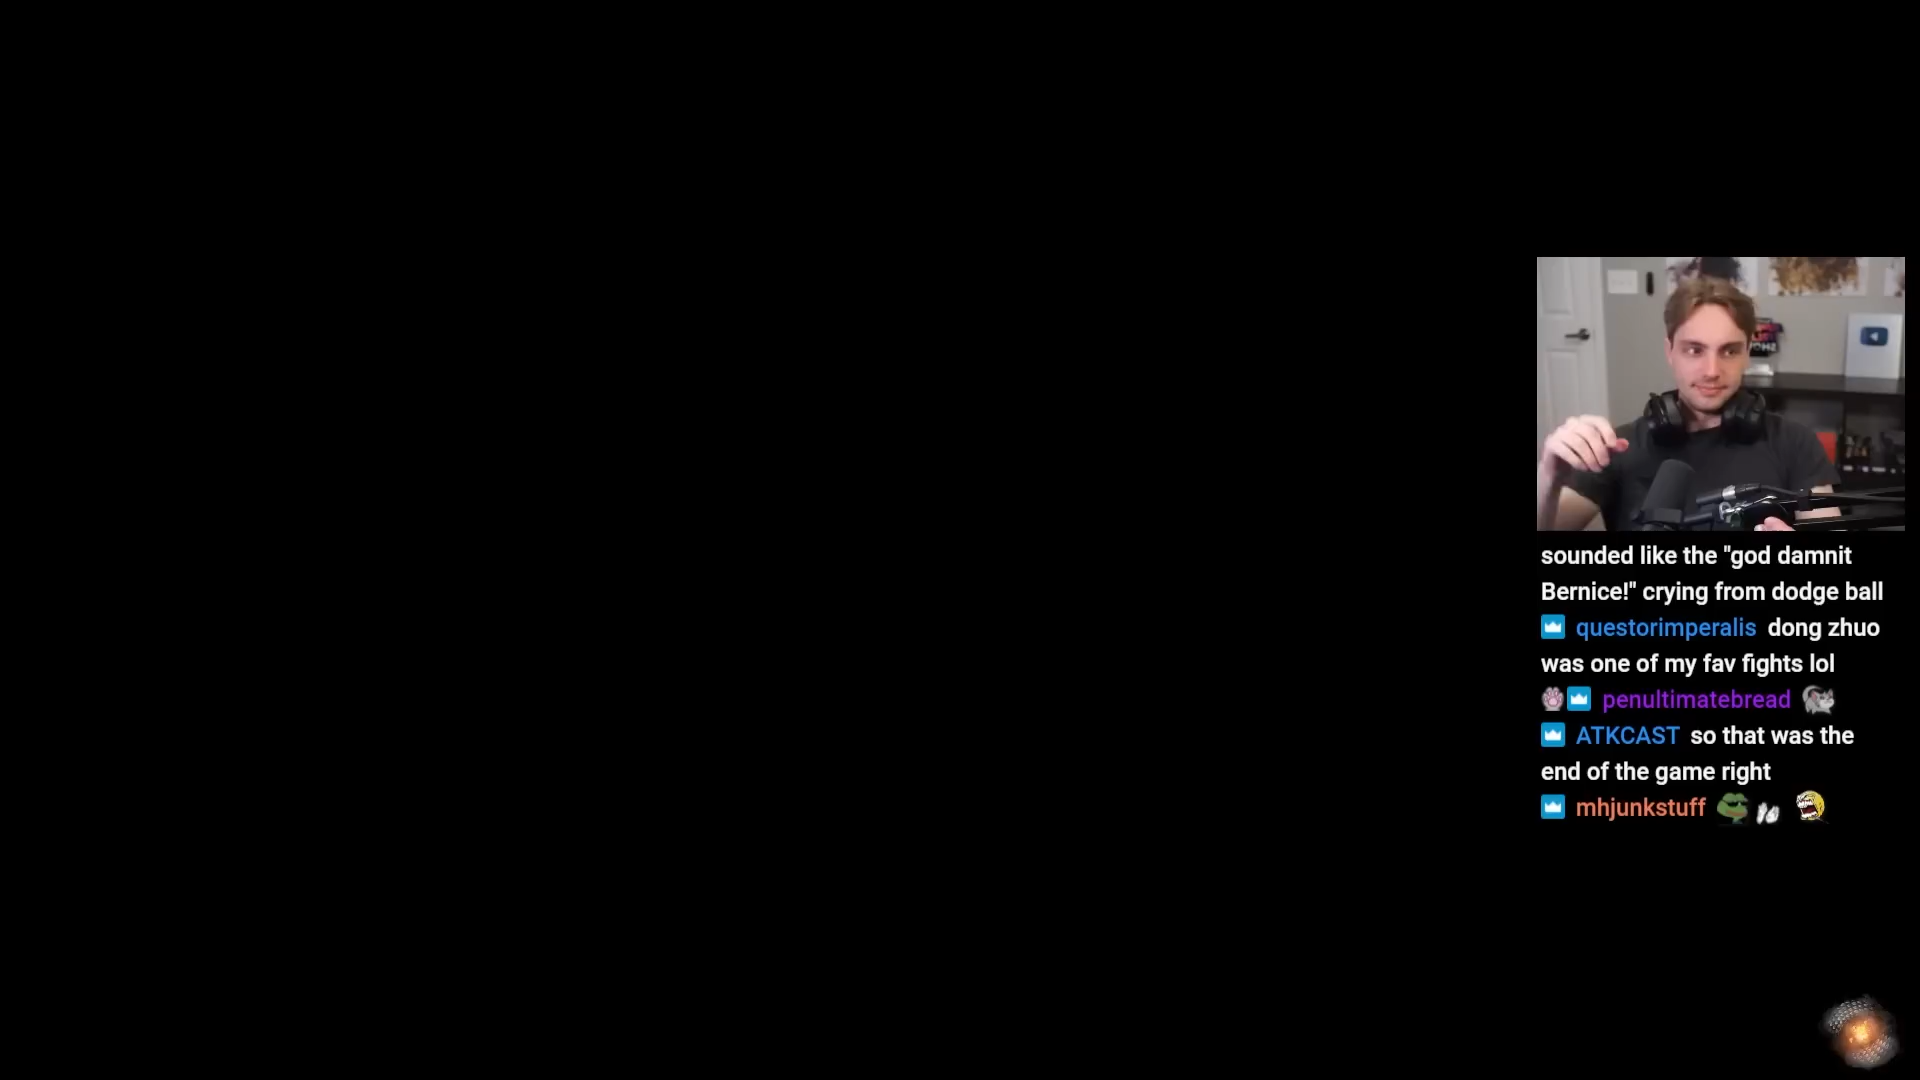 sounded like the "god damnit
Bernice!" crying from dodge ball
questorimperalis dong zhuo
was one of my fav fights lol
penultimatebread
ATKCAST so that was the
end of the game right
mhjunkstuff